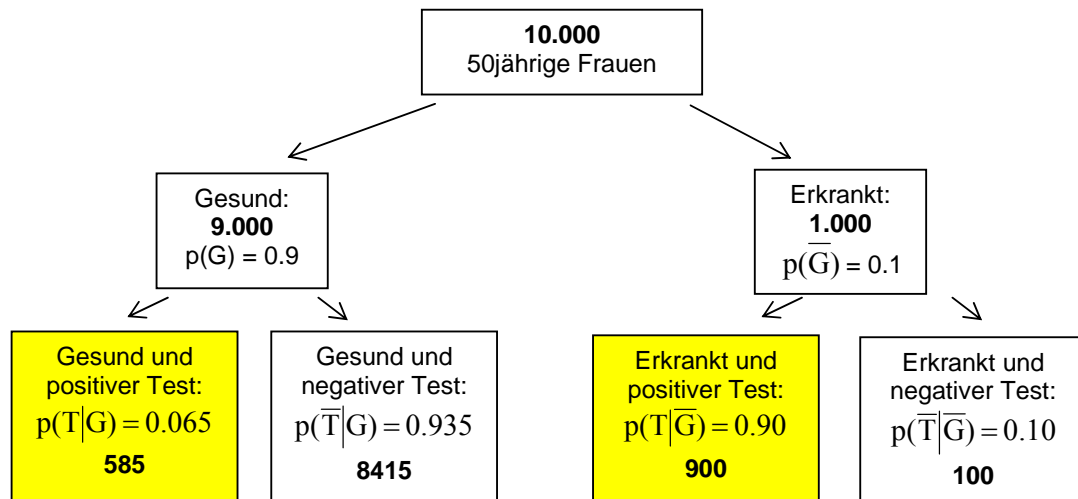 10.000
50jährige Frauen
Gesund:
9.000
p(G) = 0.9
Erkrankt:
1.000
p(G̅) = 0.1
Gesund und
positiver Test:
p(T|G) = 0.065
585
Gesund und
negativer Test:
p(T̅|G) = 0.935
8415
Erkrankt und
positiver Test:
p(T|G̅) = 0.90
900
Erkrankt und
negativer Test:
p(T̅|G̅) = 0.10
100